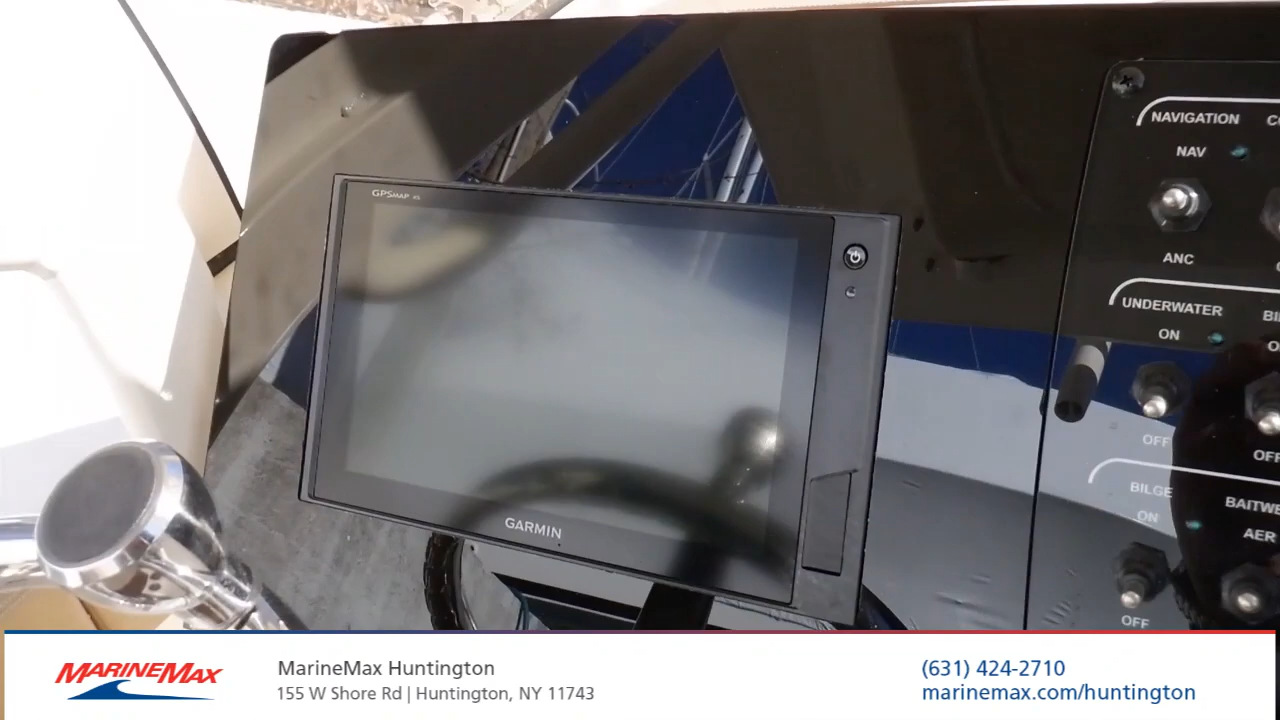 GPSMAP
GARMIN
NAVIGATION
NAV
ANC
UNDERWATER
ON
OFF
OFF
BILGE
ON
AER
OFF
MARINEMAX
MarineMax Huntington
155 W Shore Rd | Huntington, NY 11743
(631) 424-2710
marinemax.com/huntington